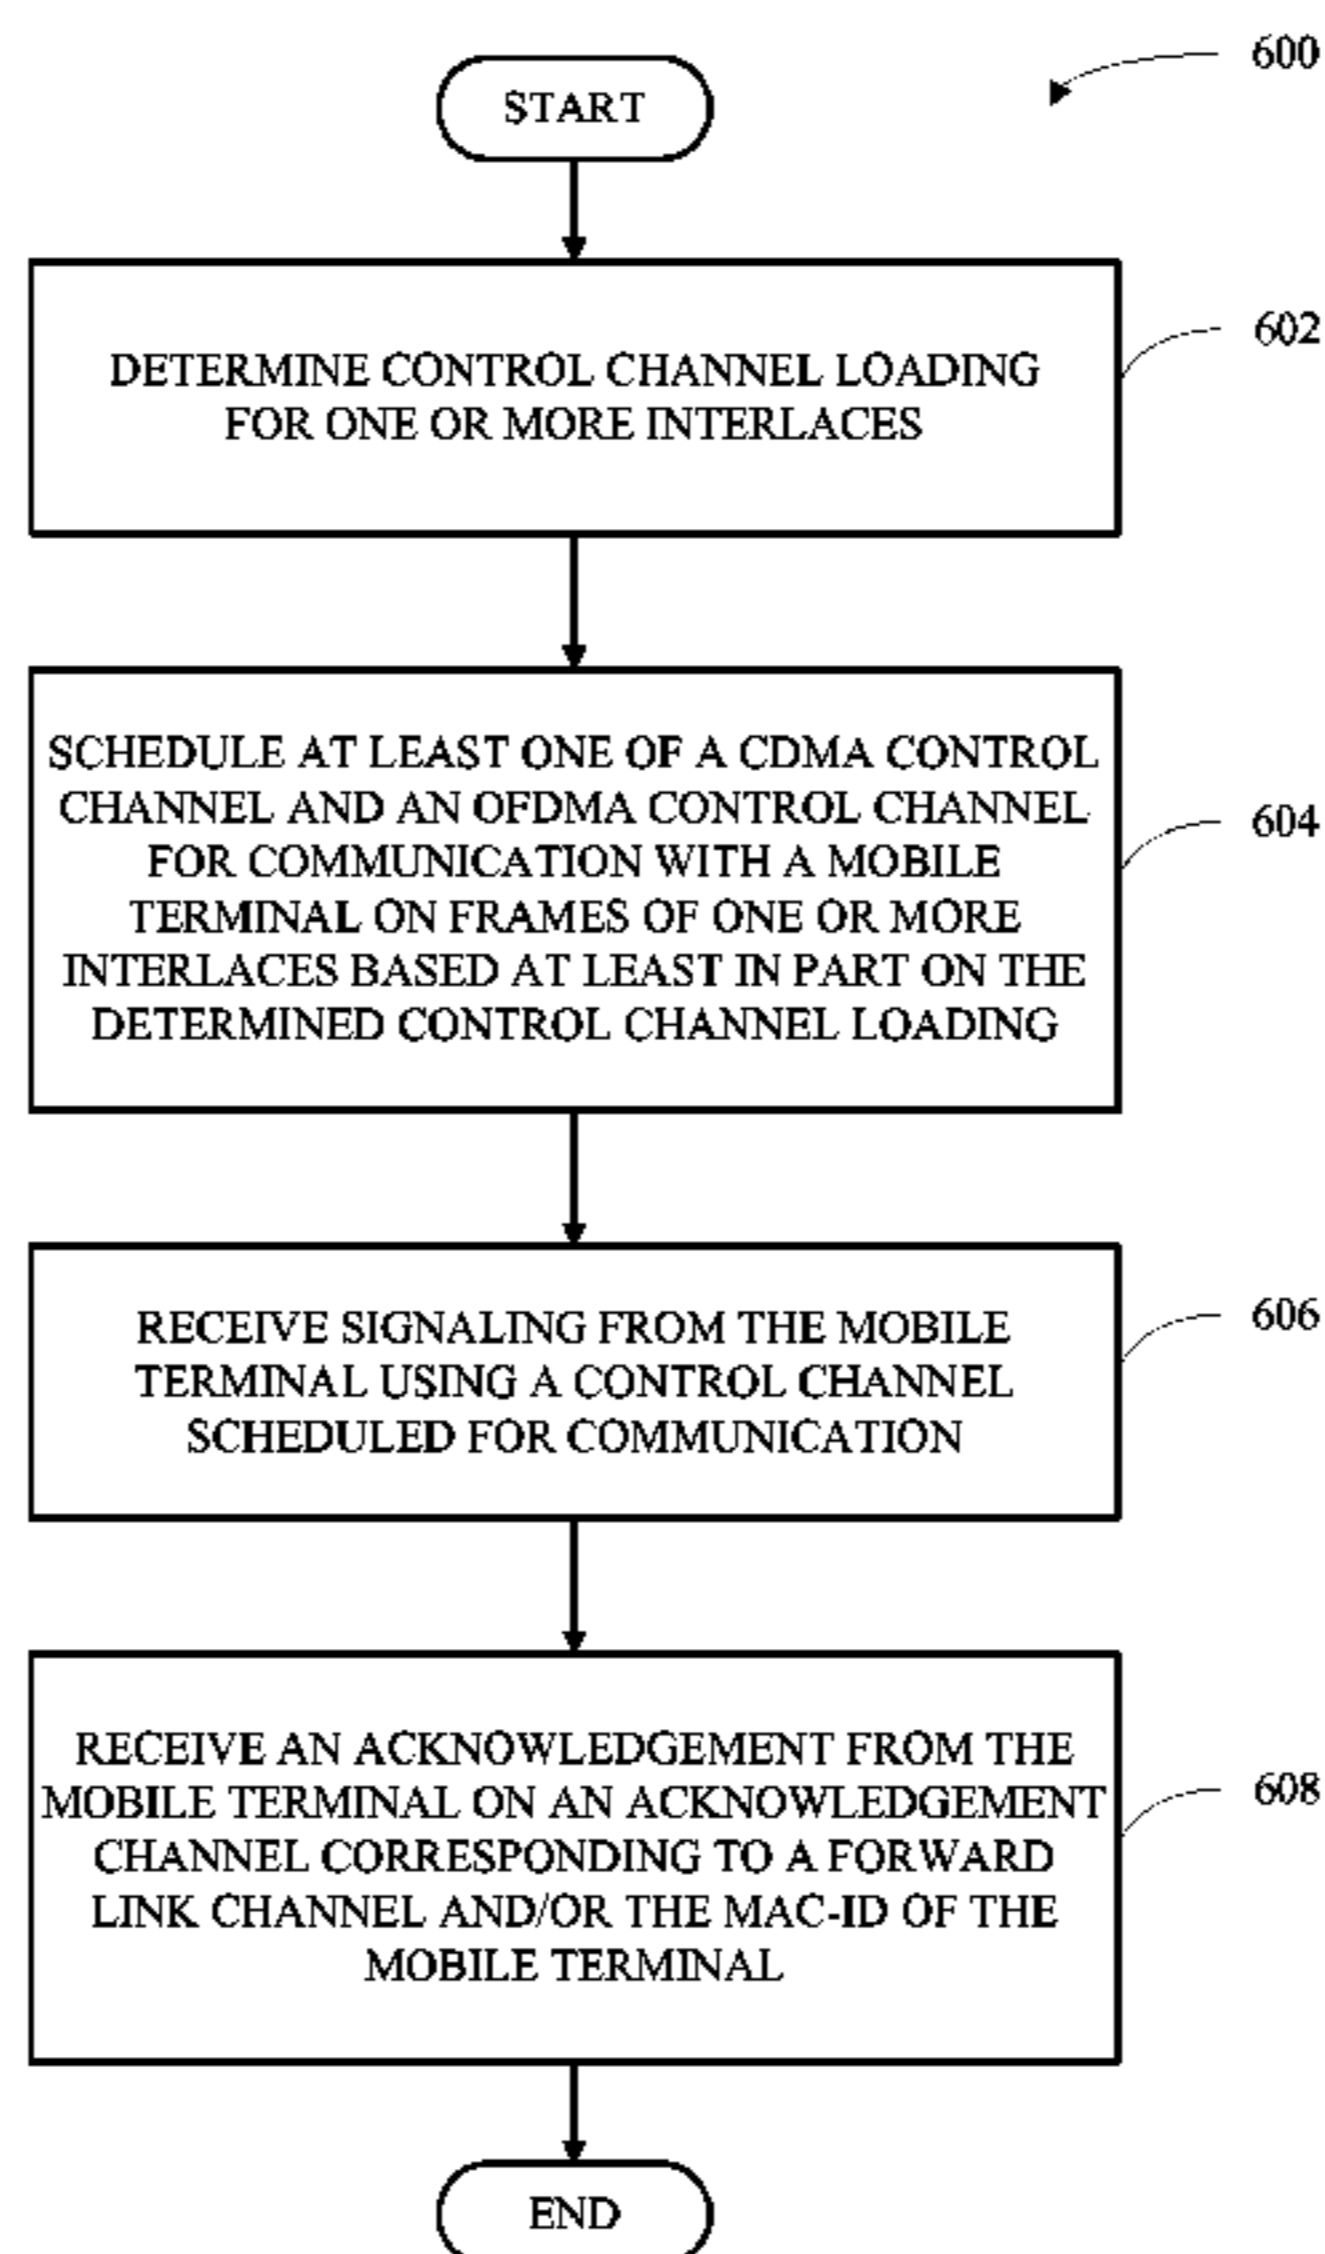 600
START
DETERMINE CONTROL CHANNEL LOADING
FOR ONE OR MORE INTERLACES
602
SCHEDULE AT LEAST ONE OF A CDMA CONTROL
CHANNEL AND AN OFDMA CONTROL CHANNEL
FOR COMMUNICATION WITH A MOBILE
TERMINAL ON FRAMES OF ONE OR MORE
INTERLACES BASED AT LEAST IN PART ON THE
DETERMINED CONTROL CHANNEL LOADING
604
RECEIVE SIGNALING FROM THE MOBILE
TERMINAL USING A CONTROL CHANNEL
SCHEDULED FOR COMMUNICATION
606
RECEIVE AN ACKNOWLEDGEMENT FROM THE
MOBILE TERMINAL ON AN ACKNOWLEDGEMENT
CHANNEL CORRESPONDING TO A FORWARD
LINK CHANNEL AND/OR THE MAC-ID OF THE
MOBILE TERMINAL
608
END